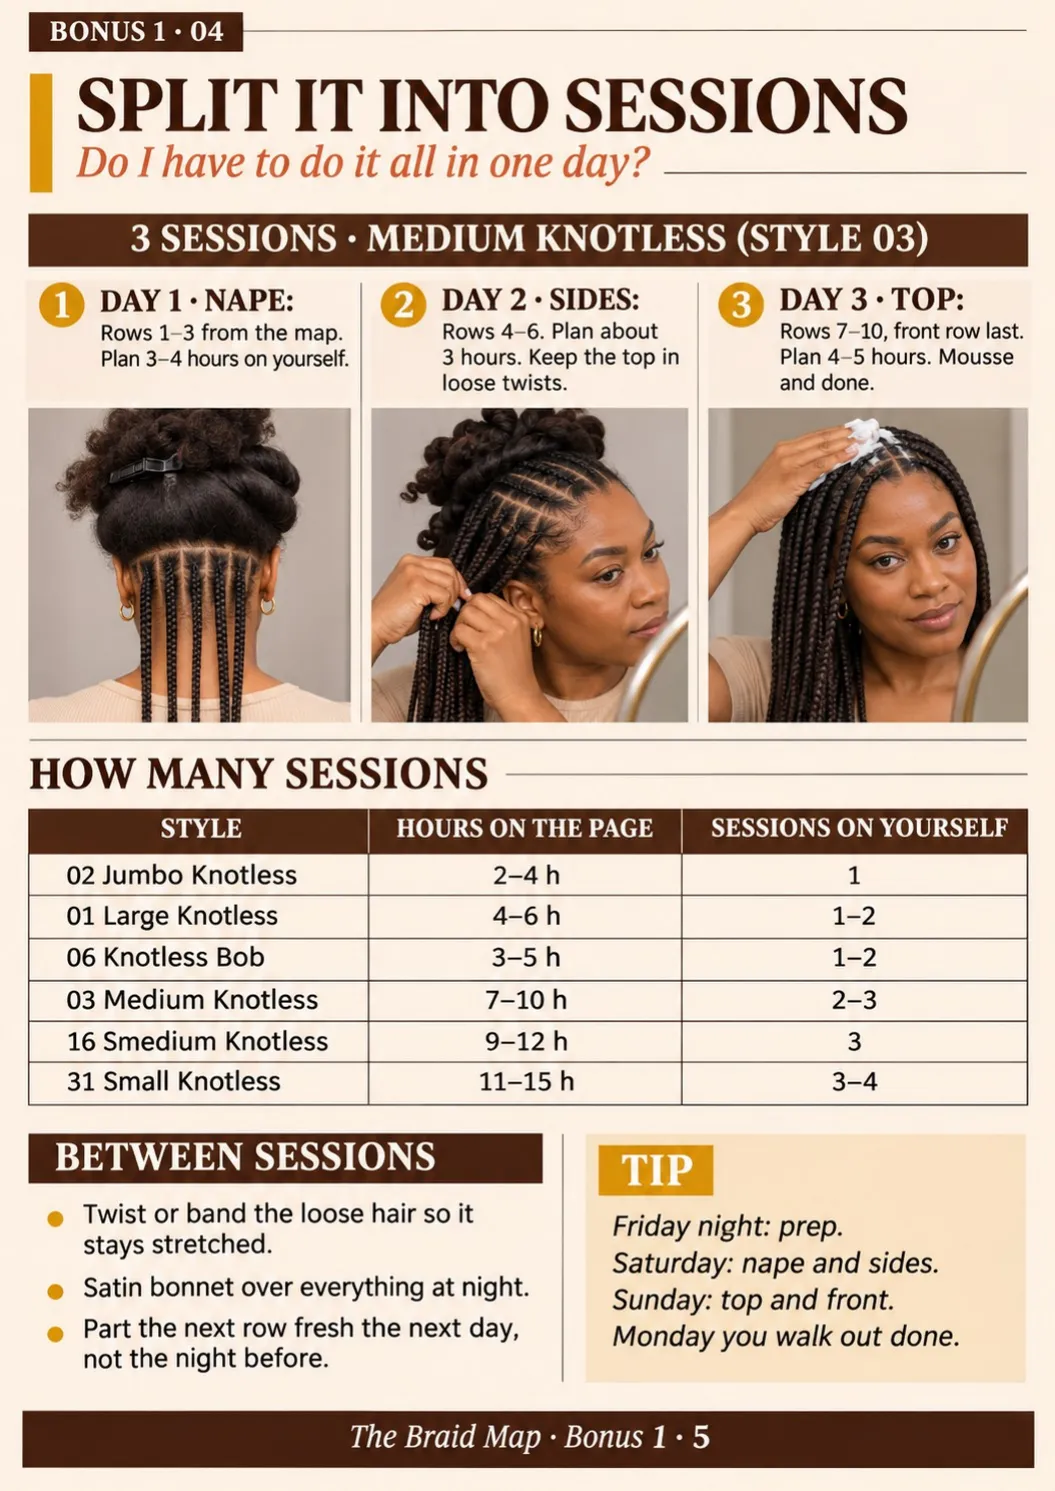 BONUS 1 · 04
SPLIT IT INTO SESSIONS
Do I have to do it all in one day?
3 SESSIONS · MEDIUM KNOTLESS (STYLE 03)
1 DAY 1 · NAPE:
Rows 1–3 from the map.
Plan 3–4 hours on yourself.
2 DAY 2 · SIDES:
Rows 4–6. Plan about
3 hours. Keep the top in
loose twists.
3 DAY 3 · TOP:
Rows 7–10, front row last.
Plan 4–5 hours. Mousse
and done.
HOW MANY SESSIONS
STYLE HOURS ON THE PAGE SESSIONS ON YOURSELF
02 Jumbo Knotless 2–4 h 1
01 Large Knotless 4–6 h 1–2
06 Knotless Bob 3–5 h 1–2
03 Medium Knotless 7–10 h 2–3
16 Smedium Knotless 9–12 h 3
31 Small Knotless 11–15 h 3–4
BETWEEN SESSIONS
Twist or band the loose hair so it
stays stretched.
Satin bonnet over everything at night.
Part the next row fresh the next day,
not the night before.
TIP
Friday night: prep.
Saturday: nape and sides.
Sunday: top and front.
Monday you walk out done.
The Braid Map · Bonus 1 · 5